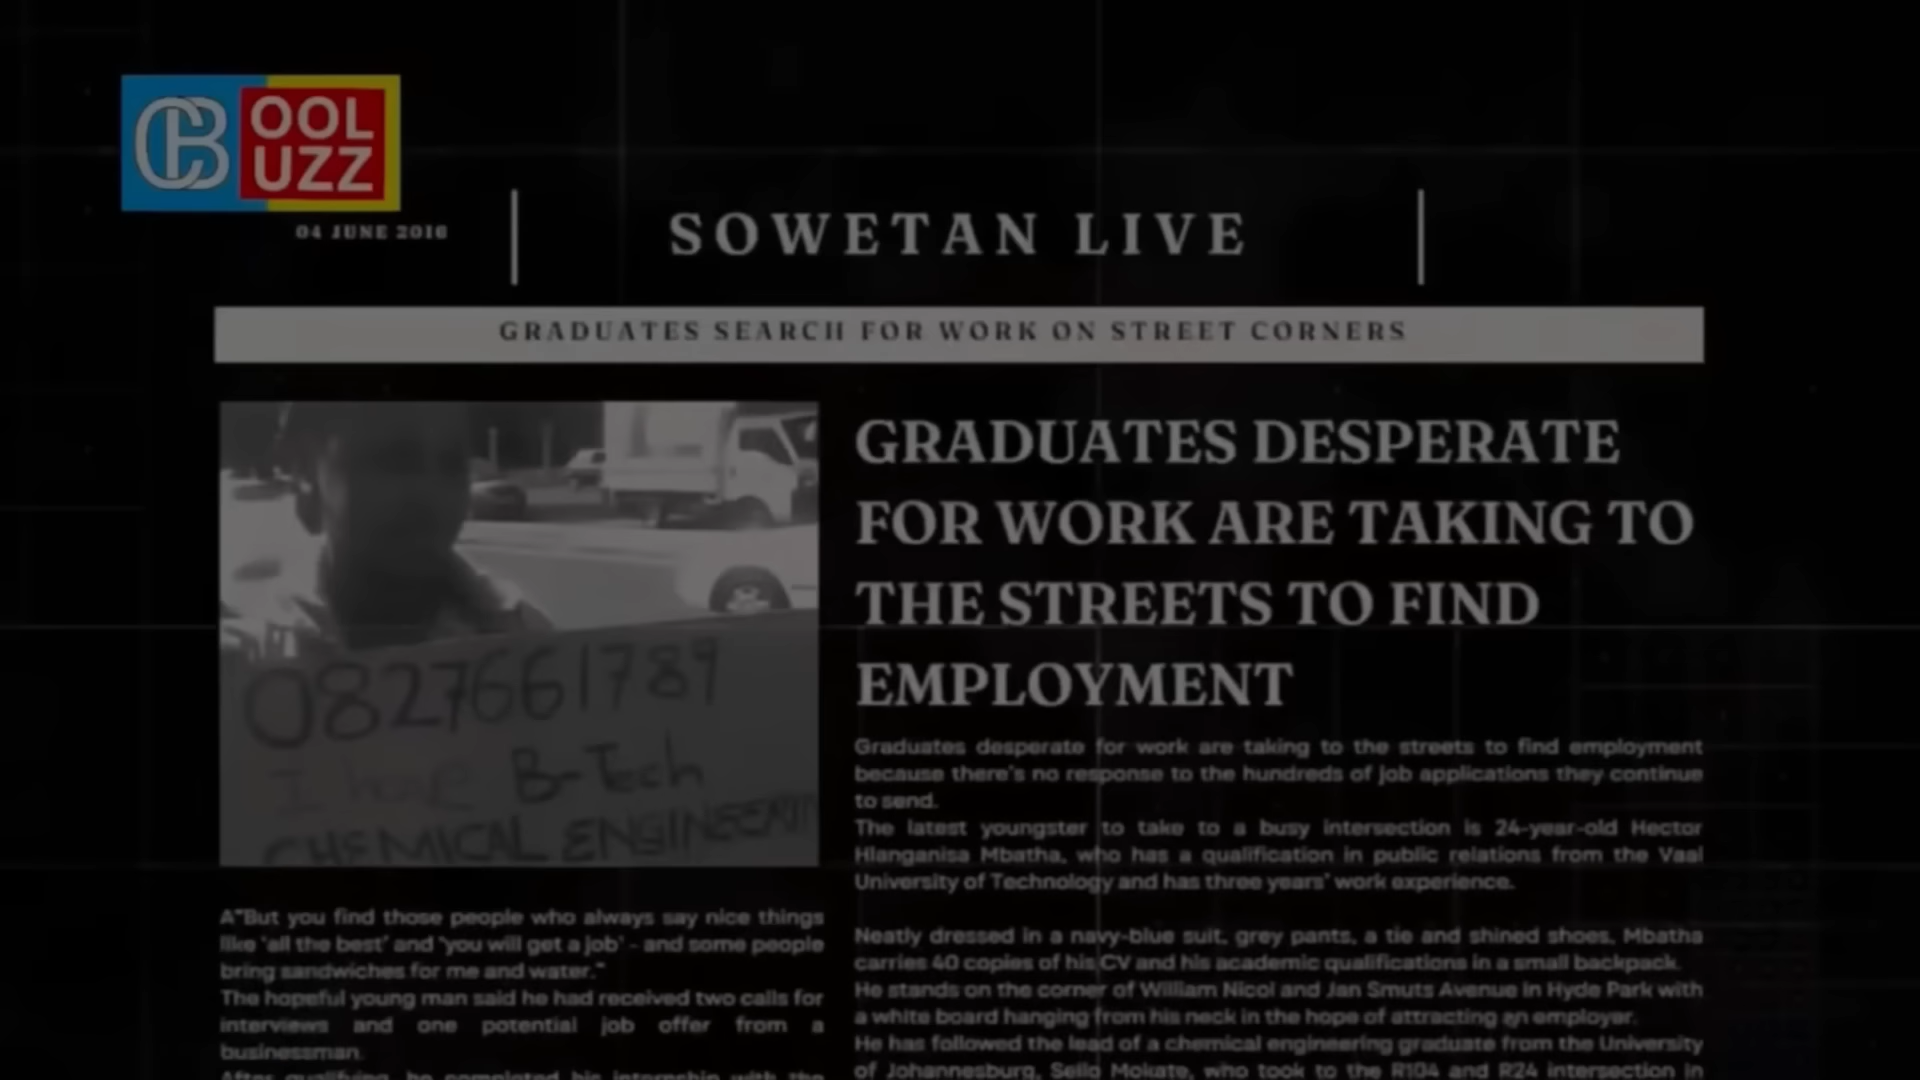 CB OOL UZZ
04 JUNE 2016
SOWETAN LIVE
GRADUATES SEARCH FOR WORK ON STREET CORNERS
0827661789
I have B-Tech
CHEMICAL ENGINEERIN
A"But you find those people who always say nice things
like 'all the best' and 'you will get a job' - and some people
bring sandwiches for me and water."
The hopeful young man said he had received two calls for
interviews and one potential job offer from a
businessman.
After qualifying, he completed his internship with the
GRADUATES DESPERATE
FOR WORK ARE TAKING TO
THE STREETS TO FIND
EMPLOYMENT
Graduates desperate for work are taking to the streets to find employment
because there's no response to the hundreds of job applications they continue
to send.
The latest youngster to take to a busy intersection is 24-year-old Hector
Hlanganisa Mbatha, who has a qualification in public relations from the Vaal
University of Technology and has three years' work experience.
Neatly dressed in a navy-blue suit, grey pants, a tie and shined shoes, Mbatha
carries 40 copies of his CV and his academic qualifications in a small backpack.
He stands on the corner of William Nicol and Jan Smuts Avenue in Hyde Park with
a white board hanging from his neck in the hope of attracting an employer.
He has followed the lead of a chemical engineering graduate from the University
of Johannesburg, Sello Mokate, who took to the R104 and R24 intersection in